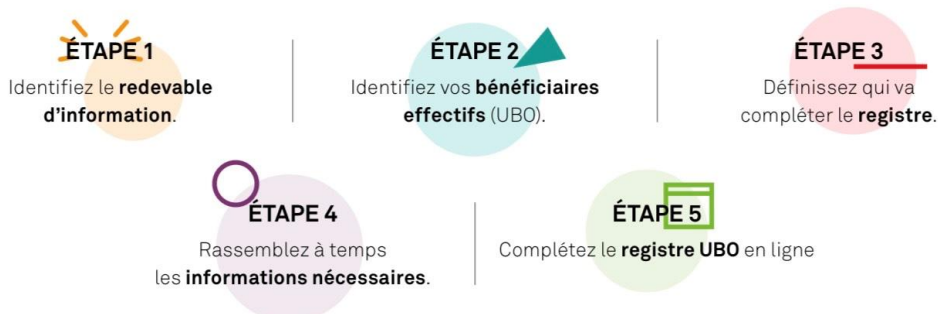 ÉTAPE 1
Identifiez le redevable
d'information.
ÉTAPE 2
Identifiez vos bénéficiaires
effectifs (UBO).
ÉTAPE 3
Définissez qui va
compléter le registre.
ÉTAPE 4
Rassemblez à temps
les informations nécessaires.
ÉTAPE 5
Complétez le registre UBO en ligne